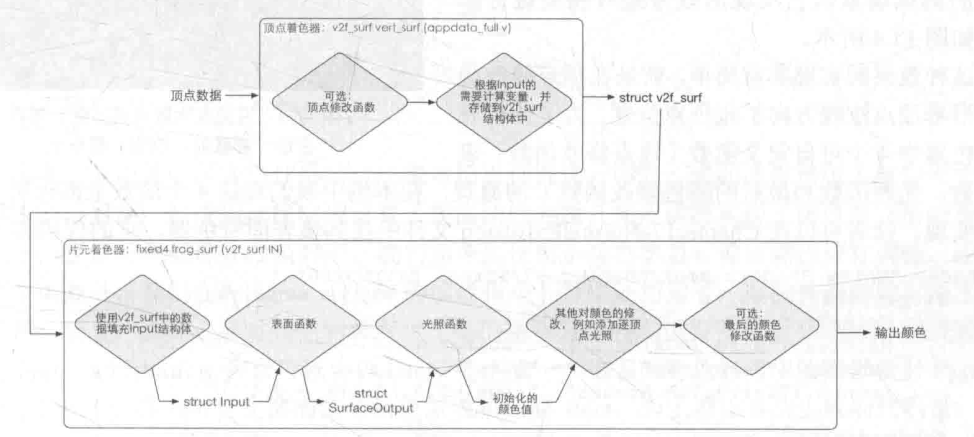 顶点着色器：v2f_surf vert_surf (appdata_full v)
顶点数据
可选：
顶点修改函数
根据Input的
需要计算变量，并
存储到v2f_surf
结构体中
struct v2f_surf
片元着色器：fixed4 frag_surf (v2f_surf IN)
使用v2f_surf中的数
据填充Input结构体
表面函数
光照函数
其他对颜色的修
改，例如添加逐顶
点光照
可选：
最后的颜色
修改函数
输出颜色
struct Input
struct
SurfaceOutput
初始化的
颜色值